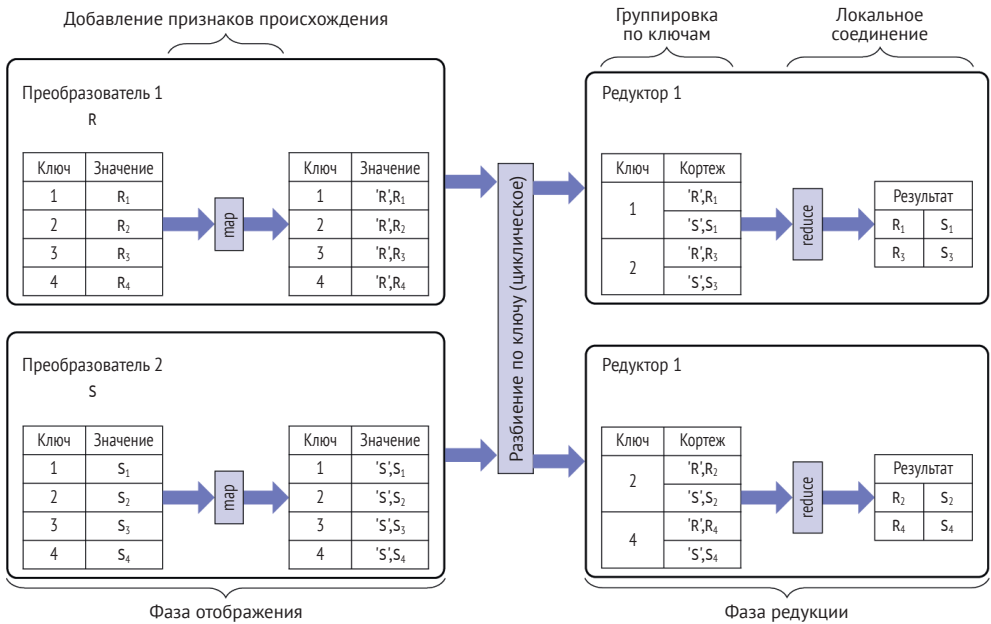 Добавление признаков происхождения
Группировка
по ключам
Локальное
соединение
Преобразователь 1
R
Ключ Значение
1 R1
2 R2
3 R3
4 R4
map
Ключ Значение
1 'R',R1
2 'R',R2
3 'R',R3
4 'R',R4
Преобразователь 2
S
Ключ Значение
1 S1
2 S2
3 S3
4 S4
map
Ключ Значение
1 'S',S1
2 'S',S2
3 'S',S3
4 'S',S4
Разбиение по ключу (циклическое)
Редуктор 1
Ключ Кортеж
1 'R',R1
'S',S1
2 'R',R3
'S',S3
reduce
Результат
R1 S1
R3 S3
Редуктор 1
Ключ Кортеж
2 'R',R2
'S',S2
4 'R',R4
'S',S4
reduce
Результат
R2 S2
R4 S4
Фаза отображения
Фаза редукции